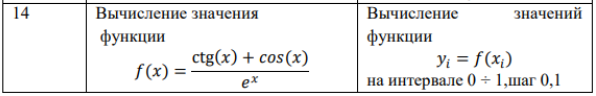 14
Вычисление значения
функции
f(x) = (ctg(x) + cos(x)) / e^x
Вычисление значений
функции
y_i = f(x_i)
на интервале 0 ÷ 1,шаг 0,1